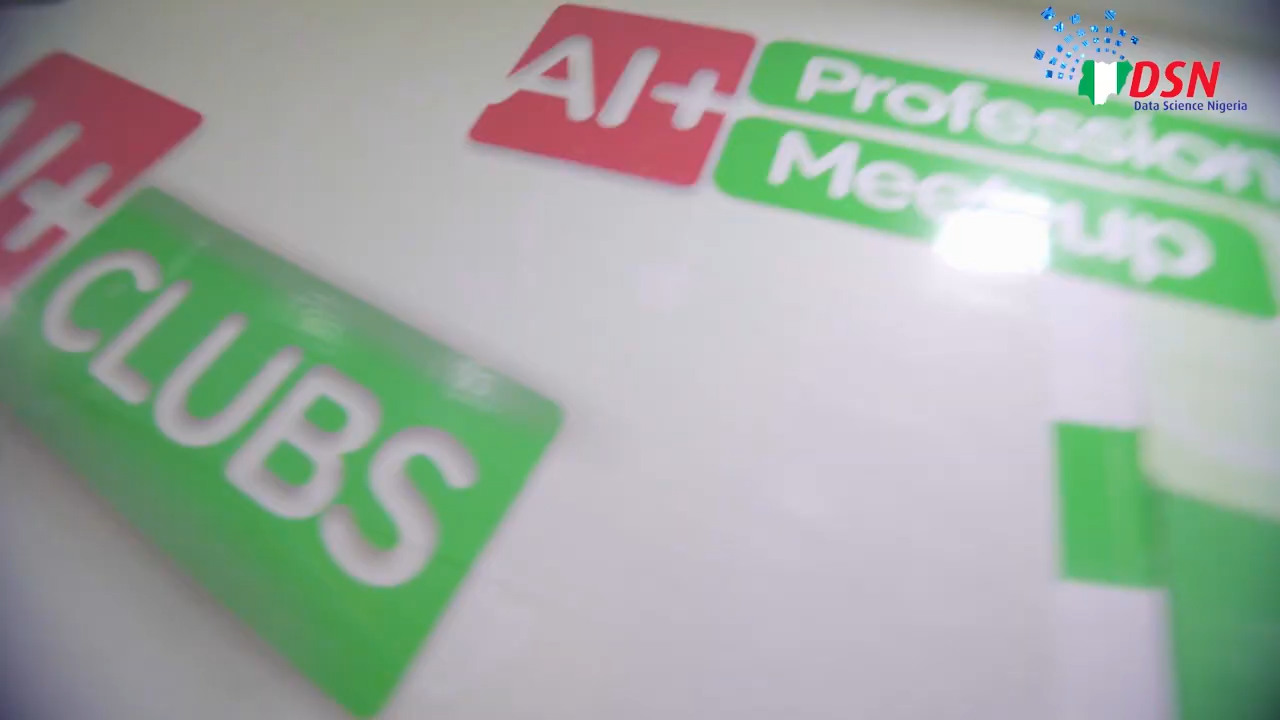 AI+
Profession
Meetup
DSN
Data Science Nigeria
AI+
CLUBS